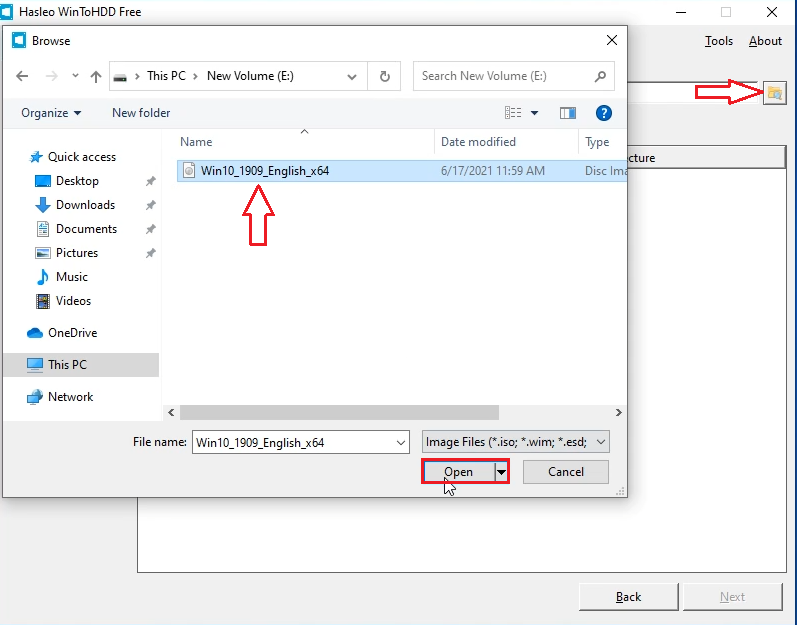 Hasleo WinToHDD Free
Browse
Tools About
This PC New Volume (E:)
Search New Volume (E:)
Organize New folder
Name Date modified Type
Quick access
Win10_1909_English_x64 6/17/2021 11:59 AM Disc Ima
cture
Desktop
Downloads
Documents
Pictures
Music
Videos
OneDrive
This PC
Network
File name: Win10_1909_English_x64 Image Files (*.iso; *.wim; *.esd;
Open Cancel
Back Next